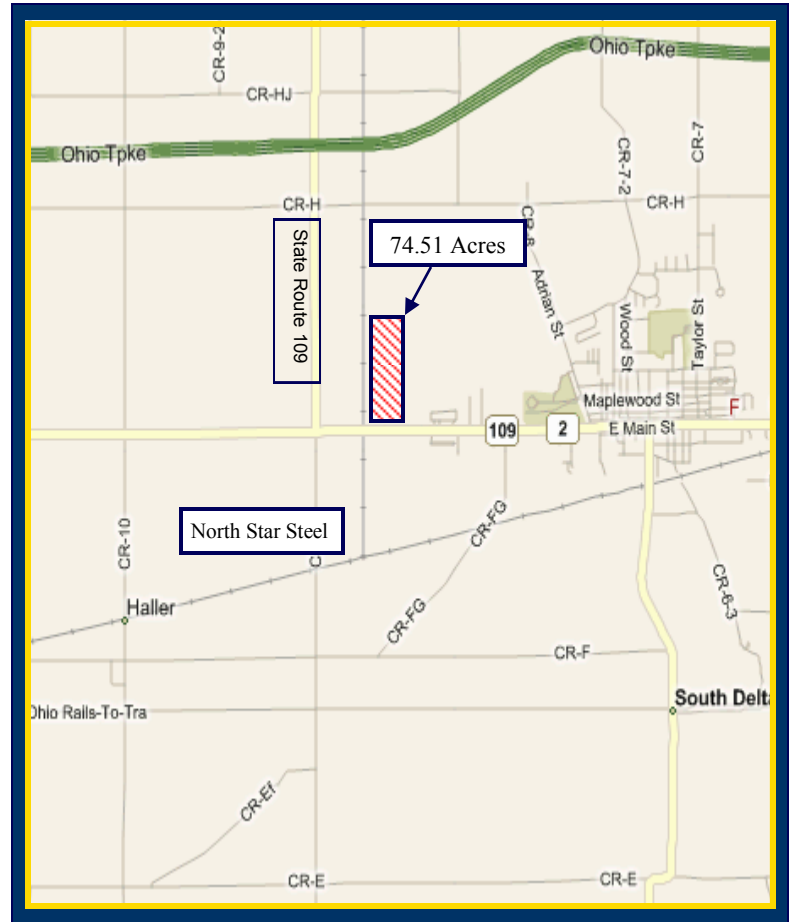 CR-9-2
Ohio Tpke
CR-HJ
CR-7-2
CR-7
Ohio Tpke
CR-H
CR-H
State Route 109
74.51 Acres
CR-8
Adrian St
Wood St
Taylor St
Maplewood St
F
109
2
E Main St
North Star Steel
CR-10
CR-FG
Haller
CR-FG
CR-6-3
CR-F
South Delta
Ohio Rails-To-Tra
CR-Ef
CR-E
CR-E